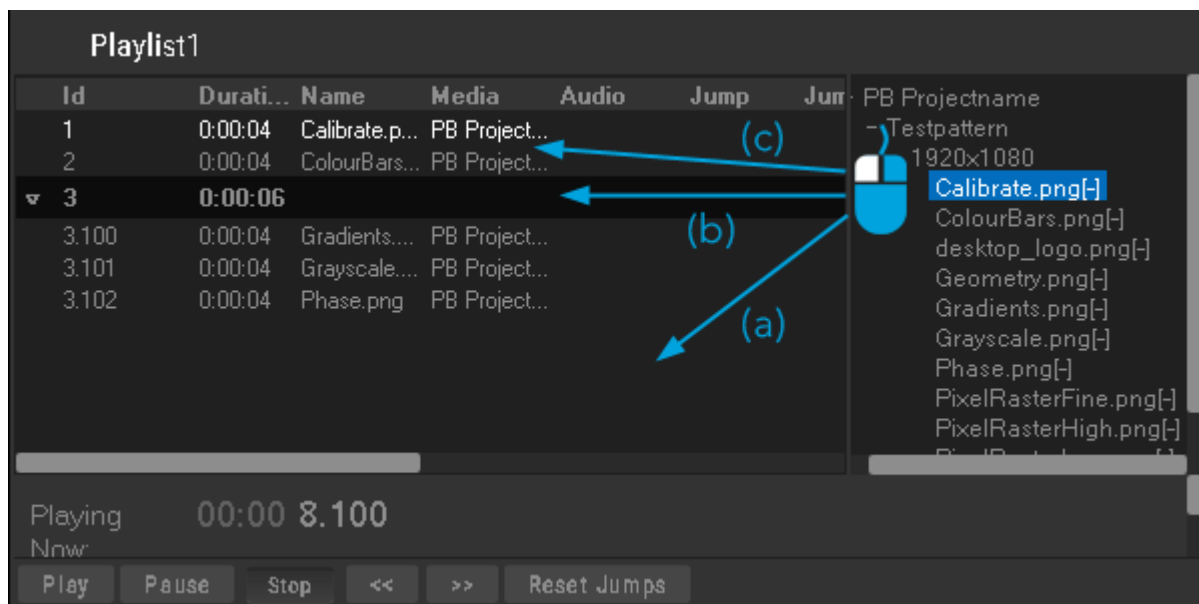 Playlist1
Id Durati... Name Media Audio Jump Jum
1 0:00:04 Calibrate.p... PB Project...
2 0:00:04 ColourBars... PB Project...
3 0:00:06
3.100 0:00:04 Gradients.... PB Project...
3.101 0:00:04 Grayscale.... PB Project...
3.102 0:00:04 Phase.png PB Project...
(c)
(b)
(a)
PB Projectname
Testpattern
1920x1080
Calibrate.png[-]
ColourBars.png[-]
desktop_logo.png[-]
Geometry.png[-]
Gradients.png[-]
Grayscale.png[-]
Phase.png[-]
PixelRasterFine.png[-]
PixelRasterHigh.png[-]
Playing
Now:
00:00 8.100
Play Pause Stop << >> Reset Jumps